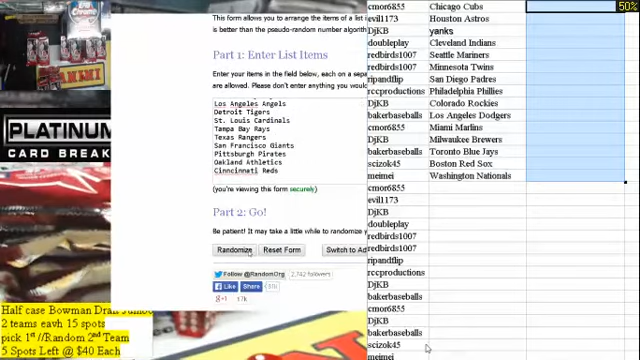 This form allows you to arrange the items of a list i
is better than the pseudo-random number algorith
Part 1: Enter List Items
Enter your items in the field below, each on a sepa
are allowed. Please don't enter anything you would
Los Angeles Angels
Detroit Tigers
St. Louis Cardinals
Tampa Bay Rays
Texas Rangers
San Francisco Giants
Pittsburgh Pirates
Oakland Athletics
Cinncinnati Reds
(you're viewing this form securely)
Part 2: Go!
Be patient! It may take a little while to randomize y
Randomize Reset Form Switch to Ad
Follow @RandomOrg 2,742 followers
Like Share
g+1 17k
PLATINUM
CARD BREAK
Half case Bowman Draft Jumbo
2 teams eavh 15 spots
pick 1st //Random 2nd Team
5 Spots Left @ $40 Each
cmor6855 Chicago Cubs 50%
evil1173 Houston Astros
DjKB yanks
doubleplay Cleveland Indians
redbirds1007 Seattle Mariners
redbirds1007 Minnesota Twins
ripandflip San Diego Padres
rccproductions Philadelphia Phillies
DjKB Colorado Rockies
bakerbaseballs Los Angeles Dodgers
cmor6855 Miami Marlins
DjKB Milwaukee Brewers
bakerbaseballs Toronto Blue Jays
scizok45 Boston Red Sox
meimei Washington Nationals
cmor6855
evil1173
DjKB
doubleplay
redbirds1007
redbirds1007
ripandflip
rccproductions
DjKB
bakerbaseballs
cmor6855
DjKB
bakerbaseballs
scizok45
meimei